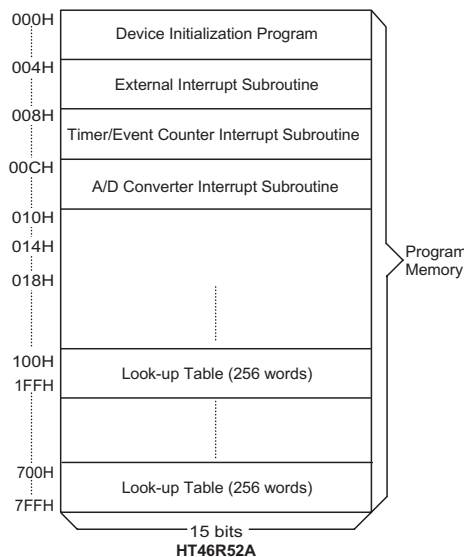 000H
Device Initialization Program
004H
External Interrupt Subroutine
008H
Timer/Event Counter Interrupt Subroutine
00CH
A/D Converter Interrupt Subroutine
010H
014H
018H
Program
Memory
100H
Look-up Table (256 words)
1FFH
700H
Look-up Table (256 words)
7FFH
15 bits
HT46R52A